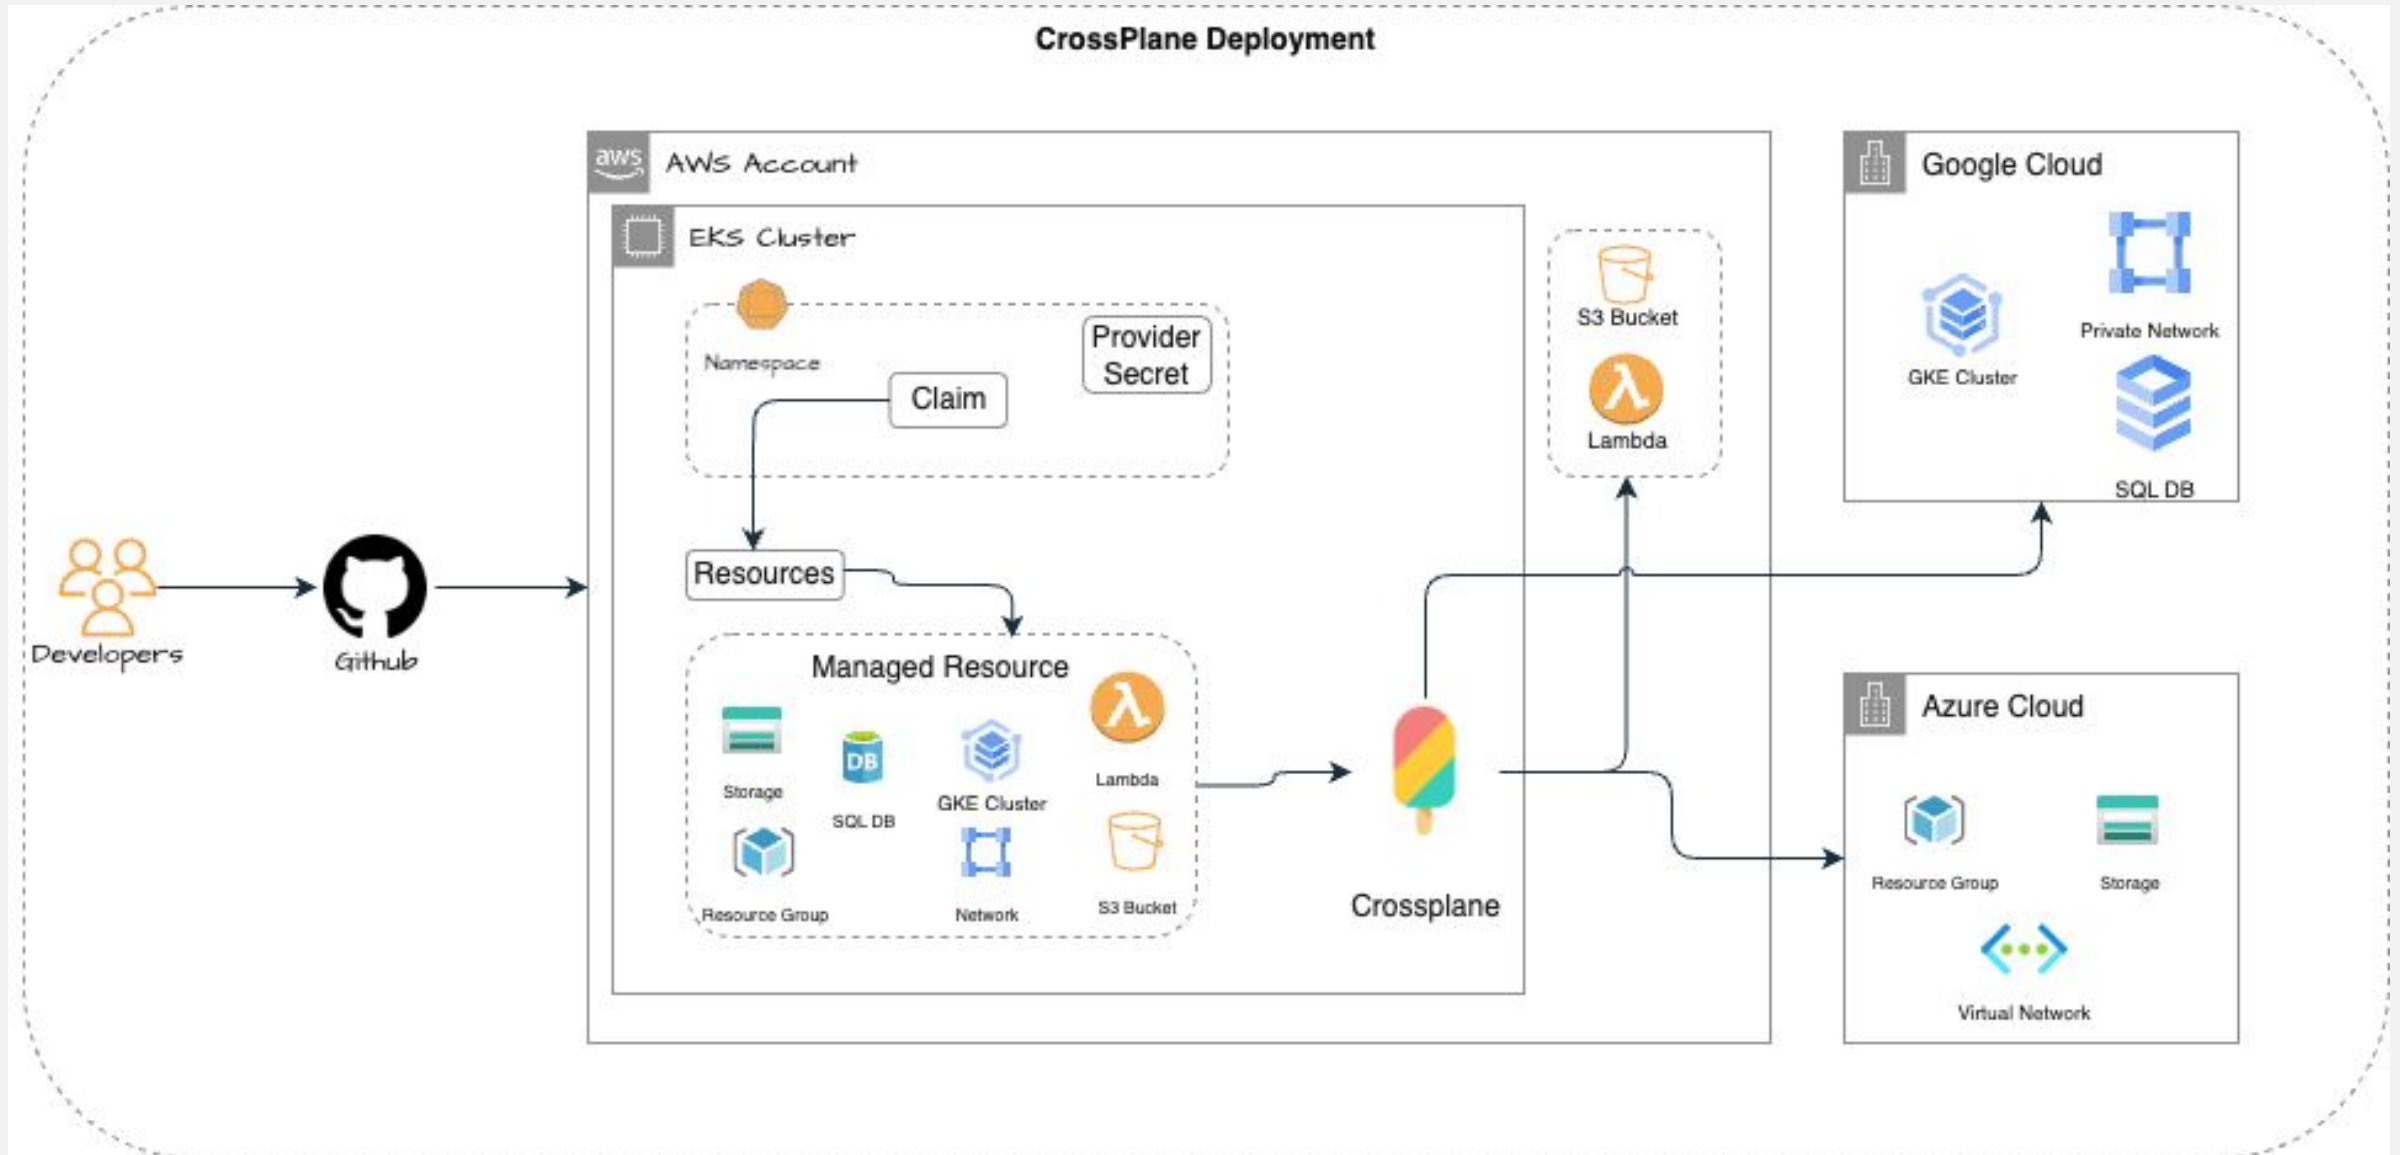 CrossPlane Deployment
aws
AWS Account
EKS Cluster
Namespace
Provider
Secret
Claim
Resources
Managed Resource
Storage
DB
SQL DB
GKE Cluster
Lambda
Resource Group
Network
S3 Bucket
Developers
Github
Crossplane
S3 Bucket
Lambda
Google Cloud
GKE Cluster
Private Network
SQL DB
Azure Cloud
Resource Group
Storage
Virtual Network